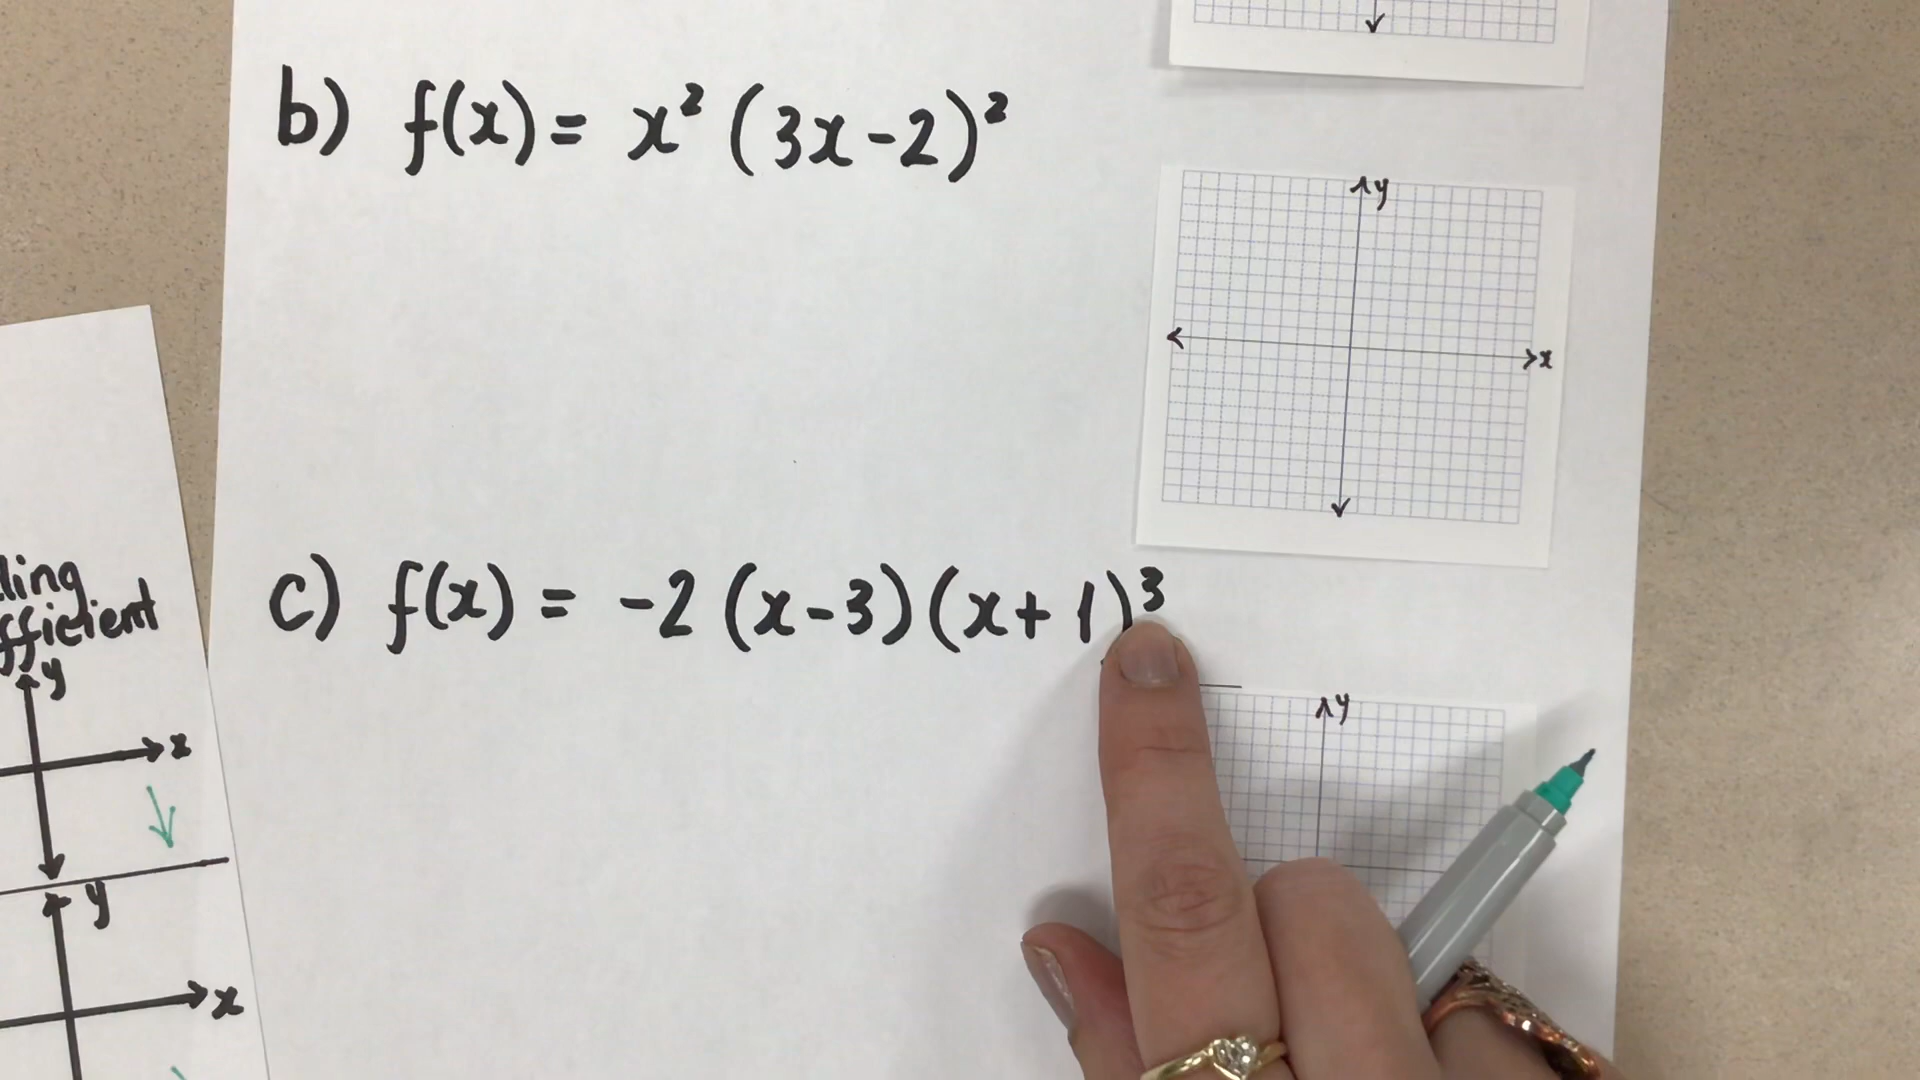 b) f(x) = x² (3x-2)²
y
x
c) f(x) = -2 (x-3)(x+1)³
y
y
x
y
x